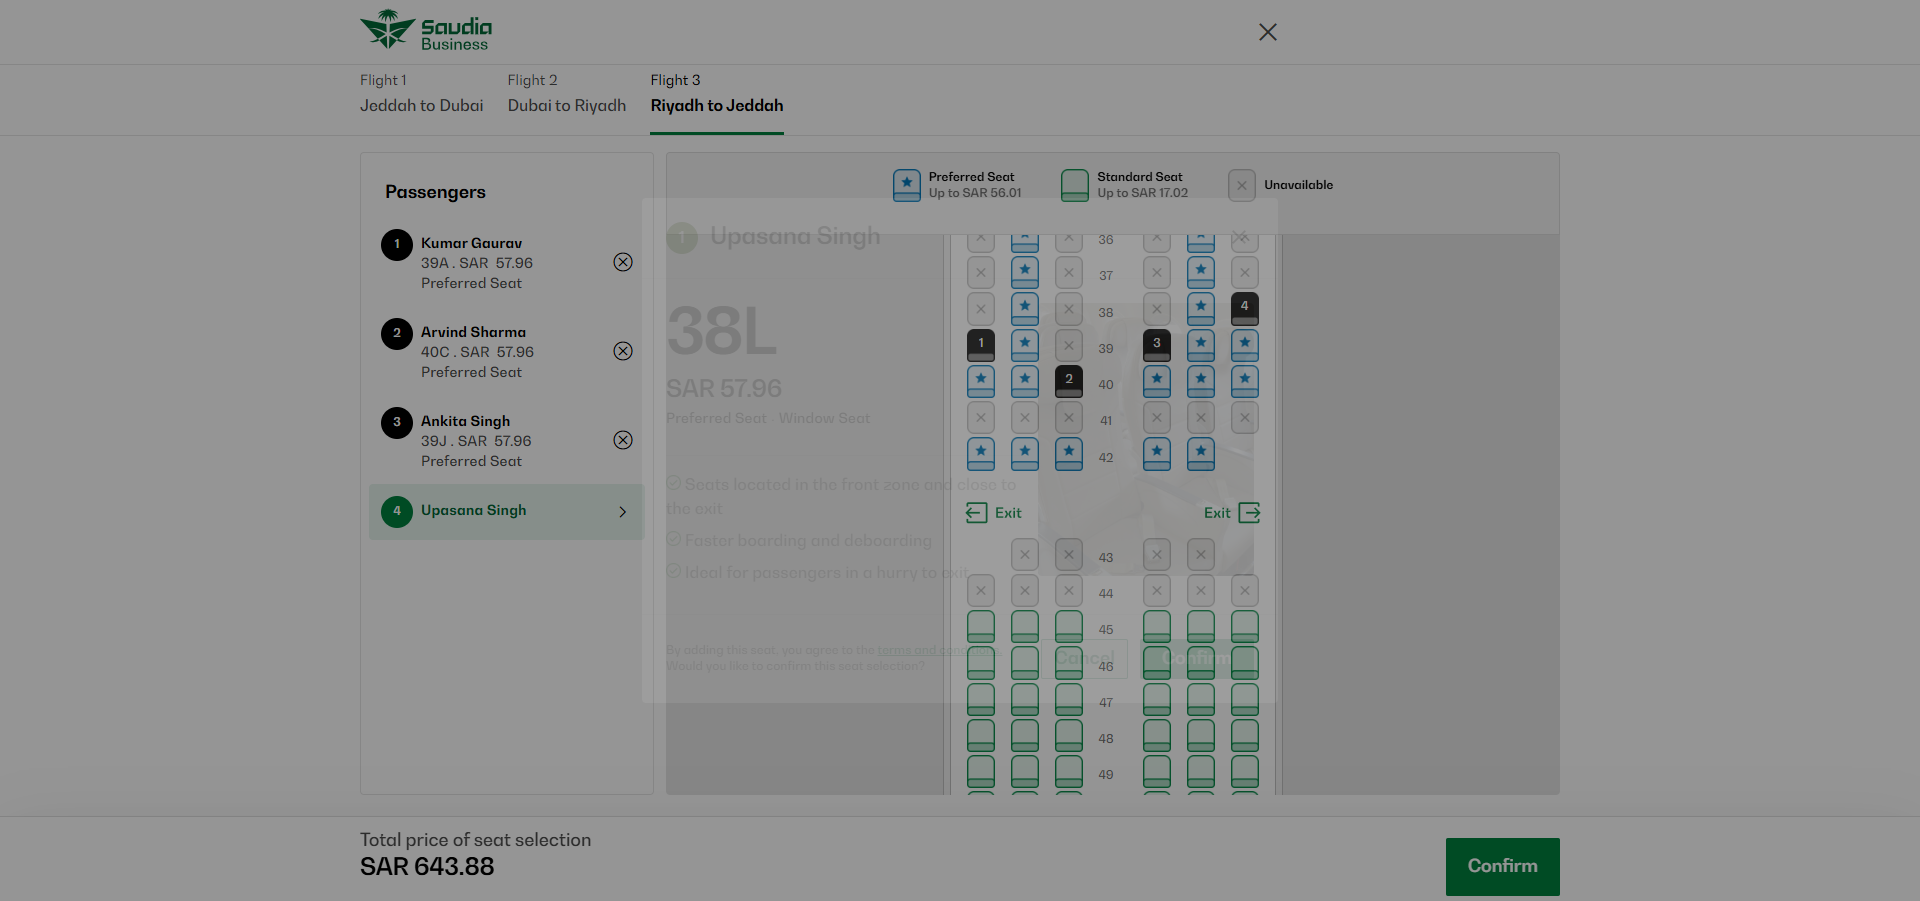 Saudia
Business
Flight 1
Jeddah to Dubai
Flight 2
Dubai to Riyadh
Flight 3
Riyadh to Jeddah
Passengers
1
Kumar Gaurav
39A . SAR 57.96
Preferred Seat
2
Arvind Sharma
40C . SAR 57.96
Preferred Seat
3
Ankita Singh
39J . SAR 57.96
Preferred Seat
4
Upasana Singh
Preferred Seat
Up to SAR 56.01
Standard Seat
Up to SAR 17.02
Unavailable
1
Upasana Singh
38L
SAR 57.96
Preferred Seat - Window Seat
Seats located in the front zone and close to
the exit
Faster boarding and deboarding
Ideal for passengers in a hurry to exit
By adding this seat, you agree to the terms and conditions.
Would you like to confirm this seat selection?
Cancel
Confirm
36
37
38
4
1
3
39
2
40
41
42
Exit
Exit
43
44
45
46
47
48
49
Total price of seat selection
SAR 643.88
Confirm